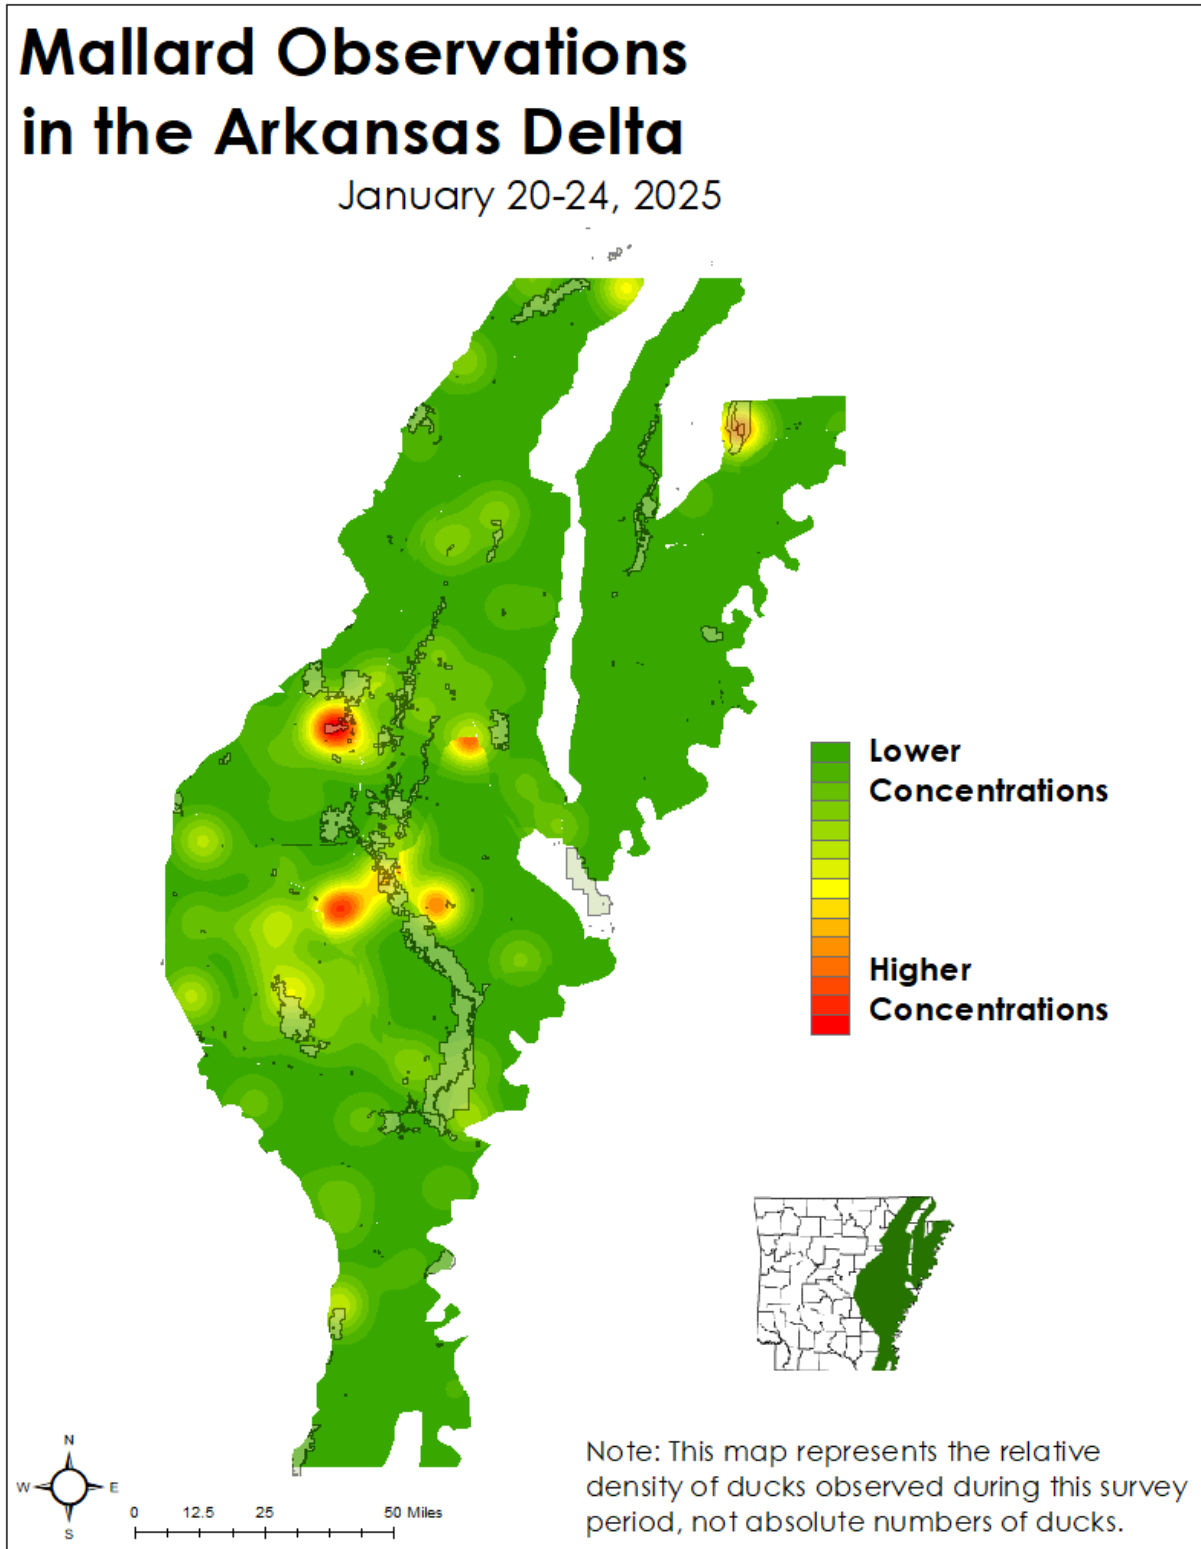 Mallard Observations
in the Arkansas Delta
January 20-24, 2025
Lower
Concentrations
Higher
Concentrations
N
W E
S
0 12.5 25 50 Miles
Note: This map represents the relative
density of ducks observed during this survey
period, not absolute numbers of ducks.